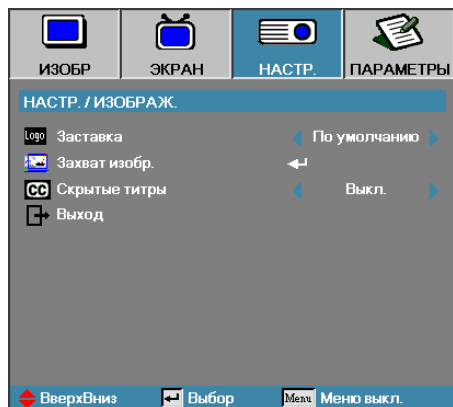 ИЗОБР ЭКРАН НАСТР. ПАРАМЕТРЫ
НАСТР. / ИЗОБРАЖ.
Logo Заставка По умолчанию
Захват изобр.
CC Скрытые титры Выкл.
Выход
ВверхВниз Выбор Menu Меню выкл.